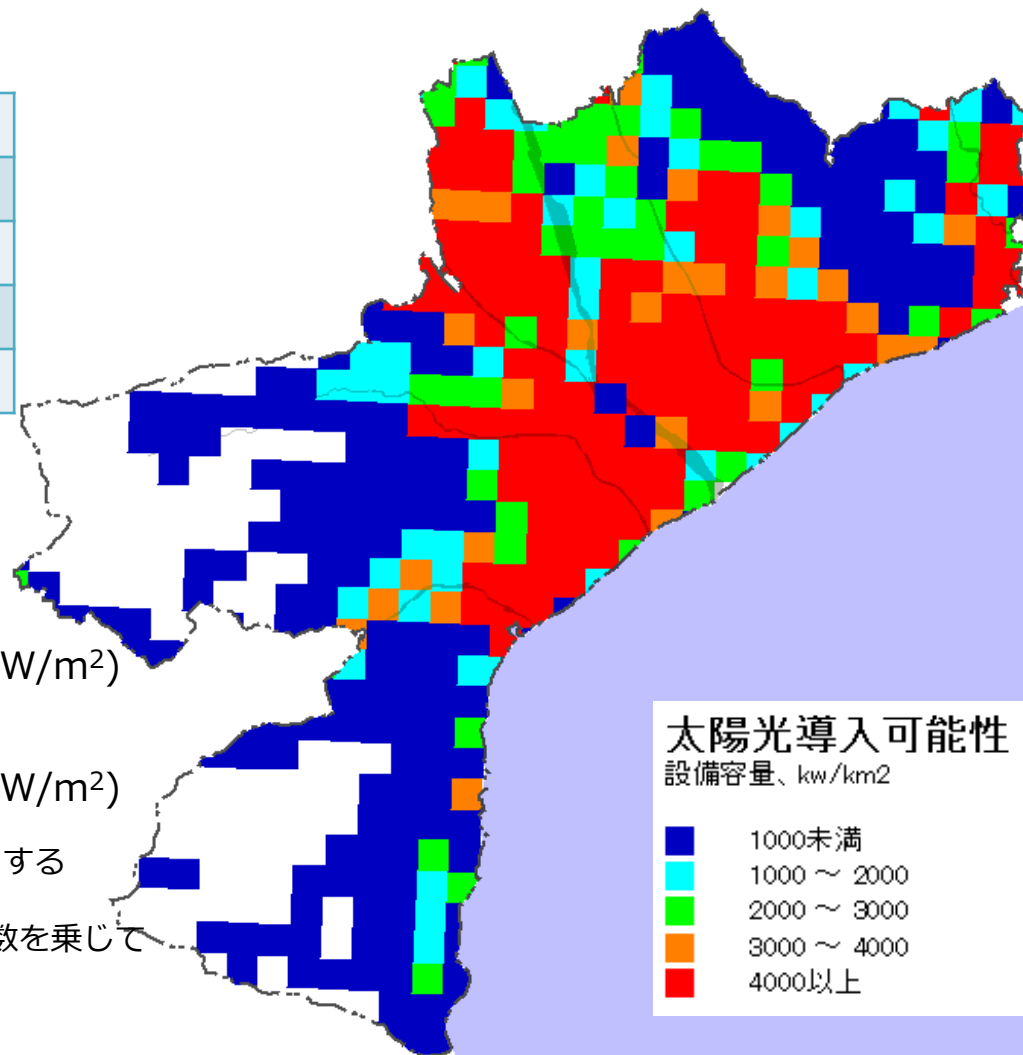 W/m²)
W/m²)
する
数を乗じて
太陽光導入可能性
設備容量、kw/km2
1000未満
1000 ～ 2000
2000 ～ 3000
3000 ～ 4000
4000以上